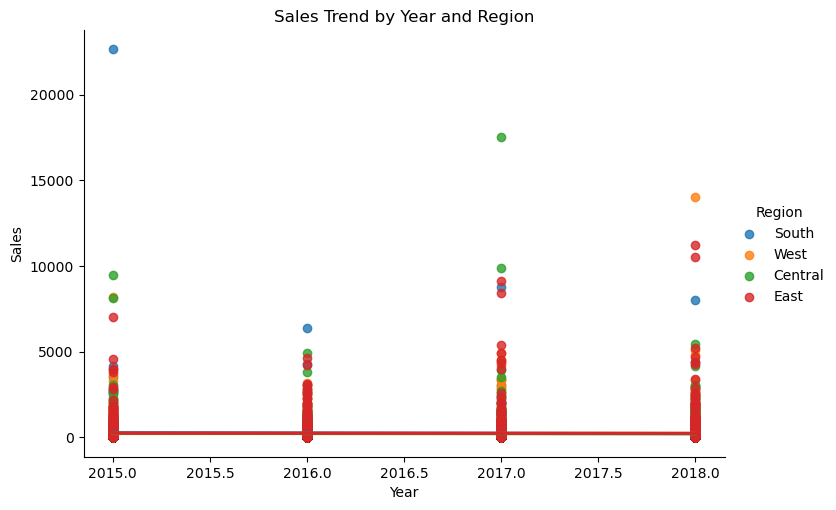 Sales Trend by Year and Region
Sales
20000
15000
10000
5000
0
2015.0 2015.5 2016.0 2016.5 2017.0 2017.5 2018.0
Year
Region
South
West
Central
East